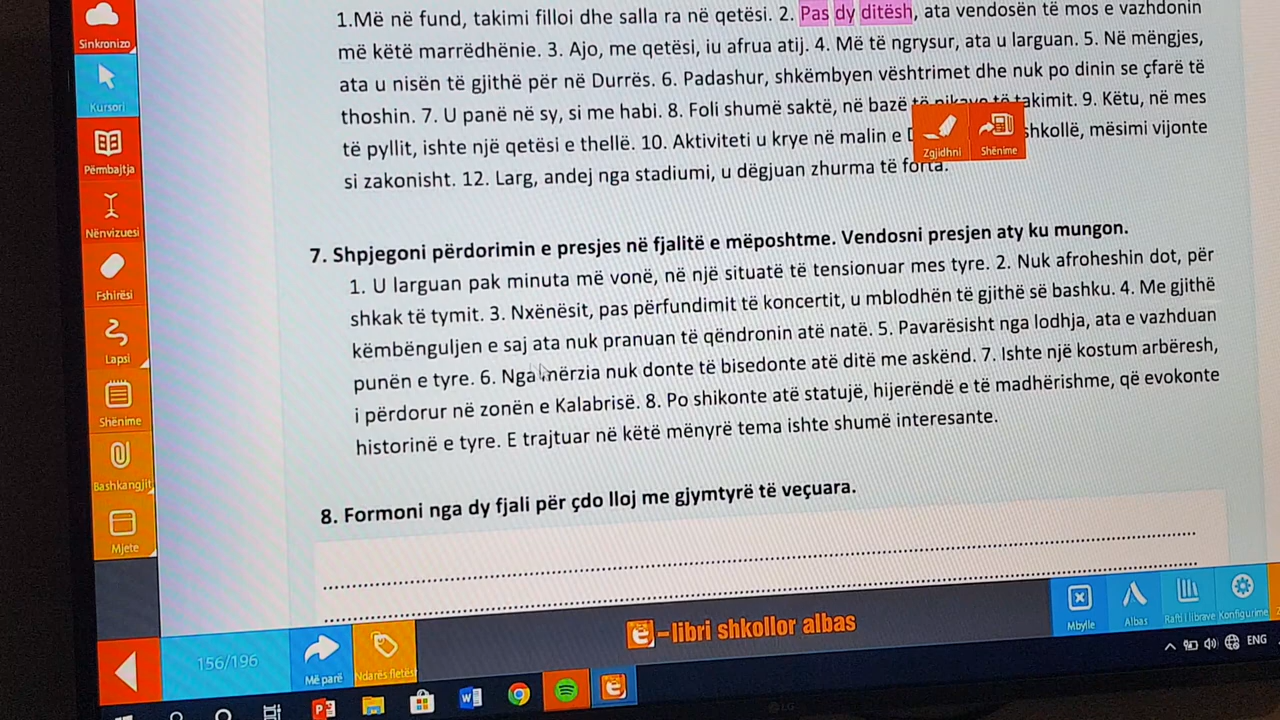 Sinkronizo
Kursori
Përmbajtja
Nënvizuesi
Fshirësi
Lapsi
Shënime
Bashkangjit
Mjete
1.Më në fund, takimi filloi dhe salla ra në qetësi. 2. Pas dy ditësh, ata vendosën të mos e vazhdonin
më këtë marrëdhënie. 3. Ajo, me qetësi, iu afrua atij. 4. Më të ngrysur, ata u larguan. 5. Në mëngjes,
ata u nisën të gjithë për në Durrës. 6. Padashur, shkëmbyen vështrimet dhe nuk po dinin se çfarë të
thoshin. 7. U panë në sy, si me habi. 8. Foli shumë saktë, në bazë të pikave të takimit. 9. Këtu, në mes
të pyllit, ishte një qetësi e thellë. 10. Aktiviteti u krye në malin e shkollë, mësimi vijonte
si zakonisht. 12. Larg, andej nga stadiumi, u dëgjuan zhurma të forta.
Zgjidhni
Shënime
7. Shpjegoni përdorimin e presjes në fjalitë e mëposhtme. Vendosni presjen aty ku mungon.
1. U larguan pak minuta më vonë, në një situatë të tensionuar mes tyre. 2. Nuk afroheshin dot, për
shkak të tymit. 3. Nxënësit, pas përfundimit të koncertit, u mblodhën të gjithë së bashku. 4. Me gjithë
këmbënguljen e saj ata nuk pranuan të qëndronin atë natë. 5. Pavarësisht nga lodhja, ata e vazhduan
punën e tyre. 6. Nga mërzia nuk donte të bisedonte atë ditë me askënd. 7. Ishte një kostum arbëresh,
i përdorur në zonën e Kalabrisë. 8. Po shikonte atë statujë, hijerëndë e të madhërishme, që evokonte
historinë e tyre. E trajtuar në këtë mënyrë tema ishte shumë interesante.
8. Formoni nga dy fjali për çdo lloj me gjymtyrë të veçuara.
156/196
Më parë
Ndarës fletësh
ë-libri shkollor albas
Mbylle
Albas
Rafti i librave
Konfigurime
ENG
LG